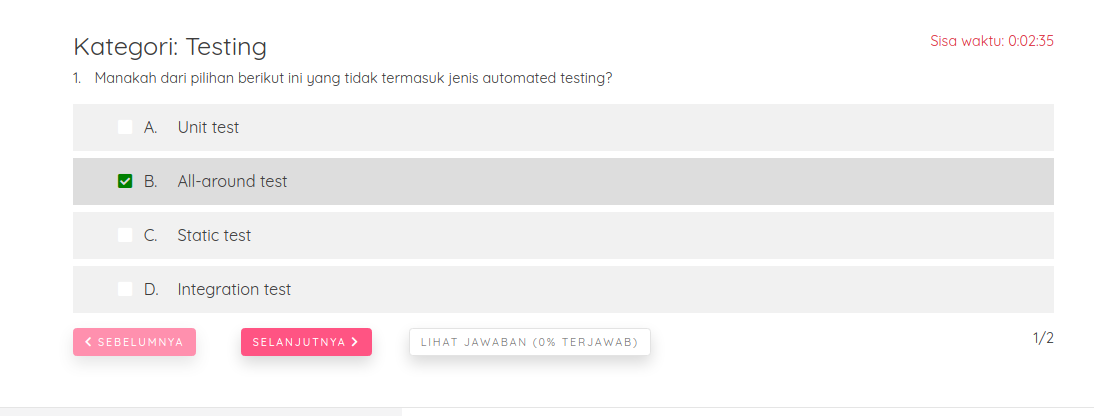 Kategori: Testing
Sisa waktu: 0:02:35
1. Manakah dari pilihan berikut ini yang tidak termasuk jenis automated testing?
A. Unit test
B. All-around test
C. Static test
D. Integration test
SEBELUMNYA SELANJUTNYA LIHAT JAWABAN (0% TERJAWAB) 1/2